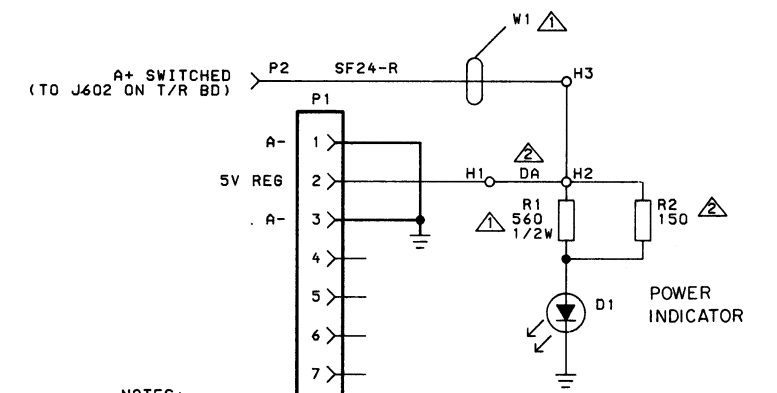 W1 1
A+ SWITCHED
(TO J602 ON T/R BD)
P2
SF24-R
H3
P1
A- 1
5V REG 2
H1
DA
2
H2
A- 3
R1
560
1/2W
1
R2
150
2
4
5
6
7
D1
POWER
INDICATOR
NOTES: